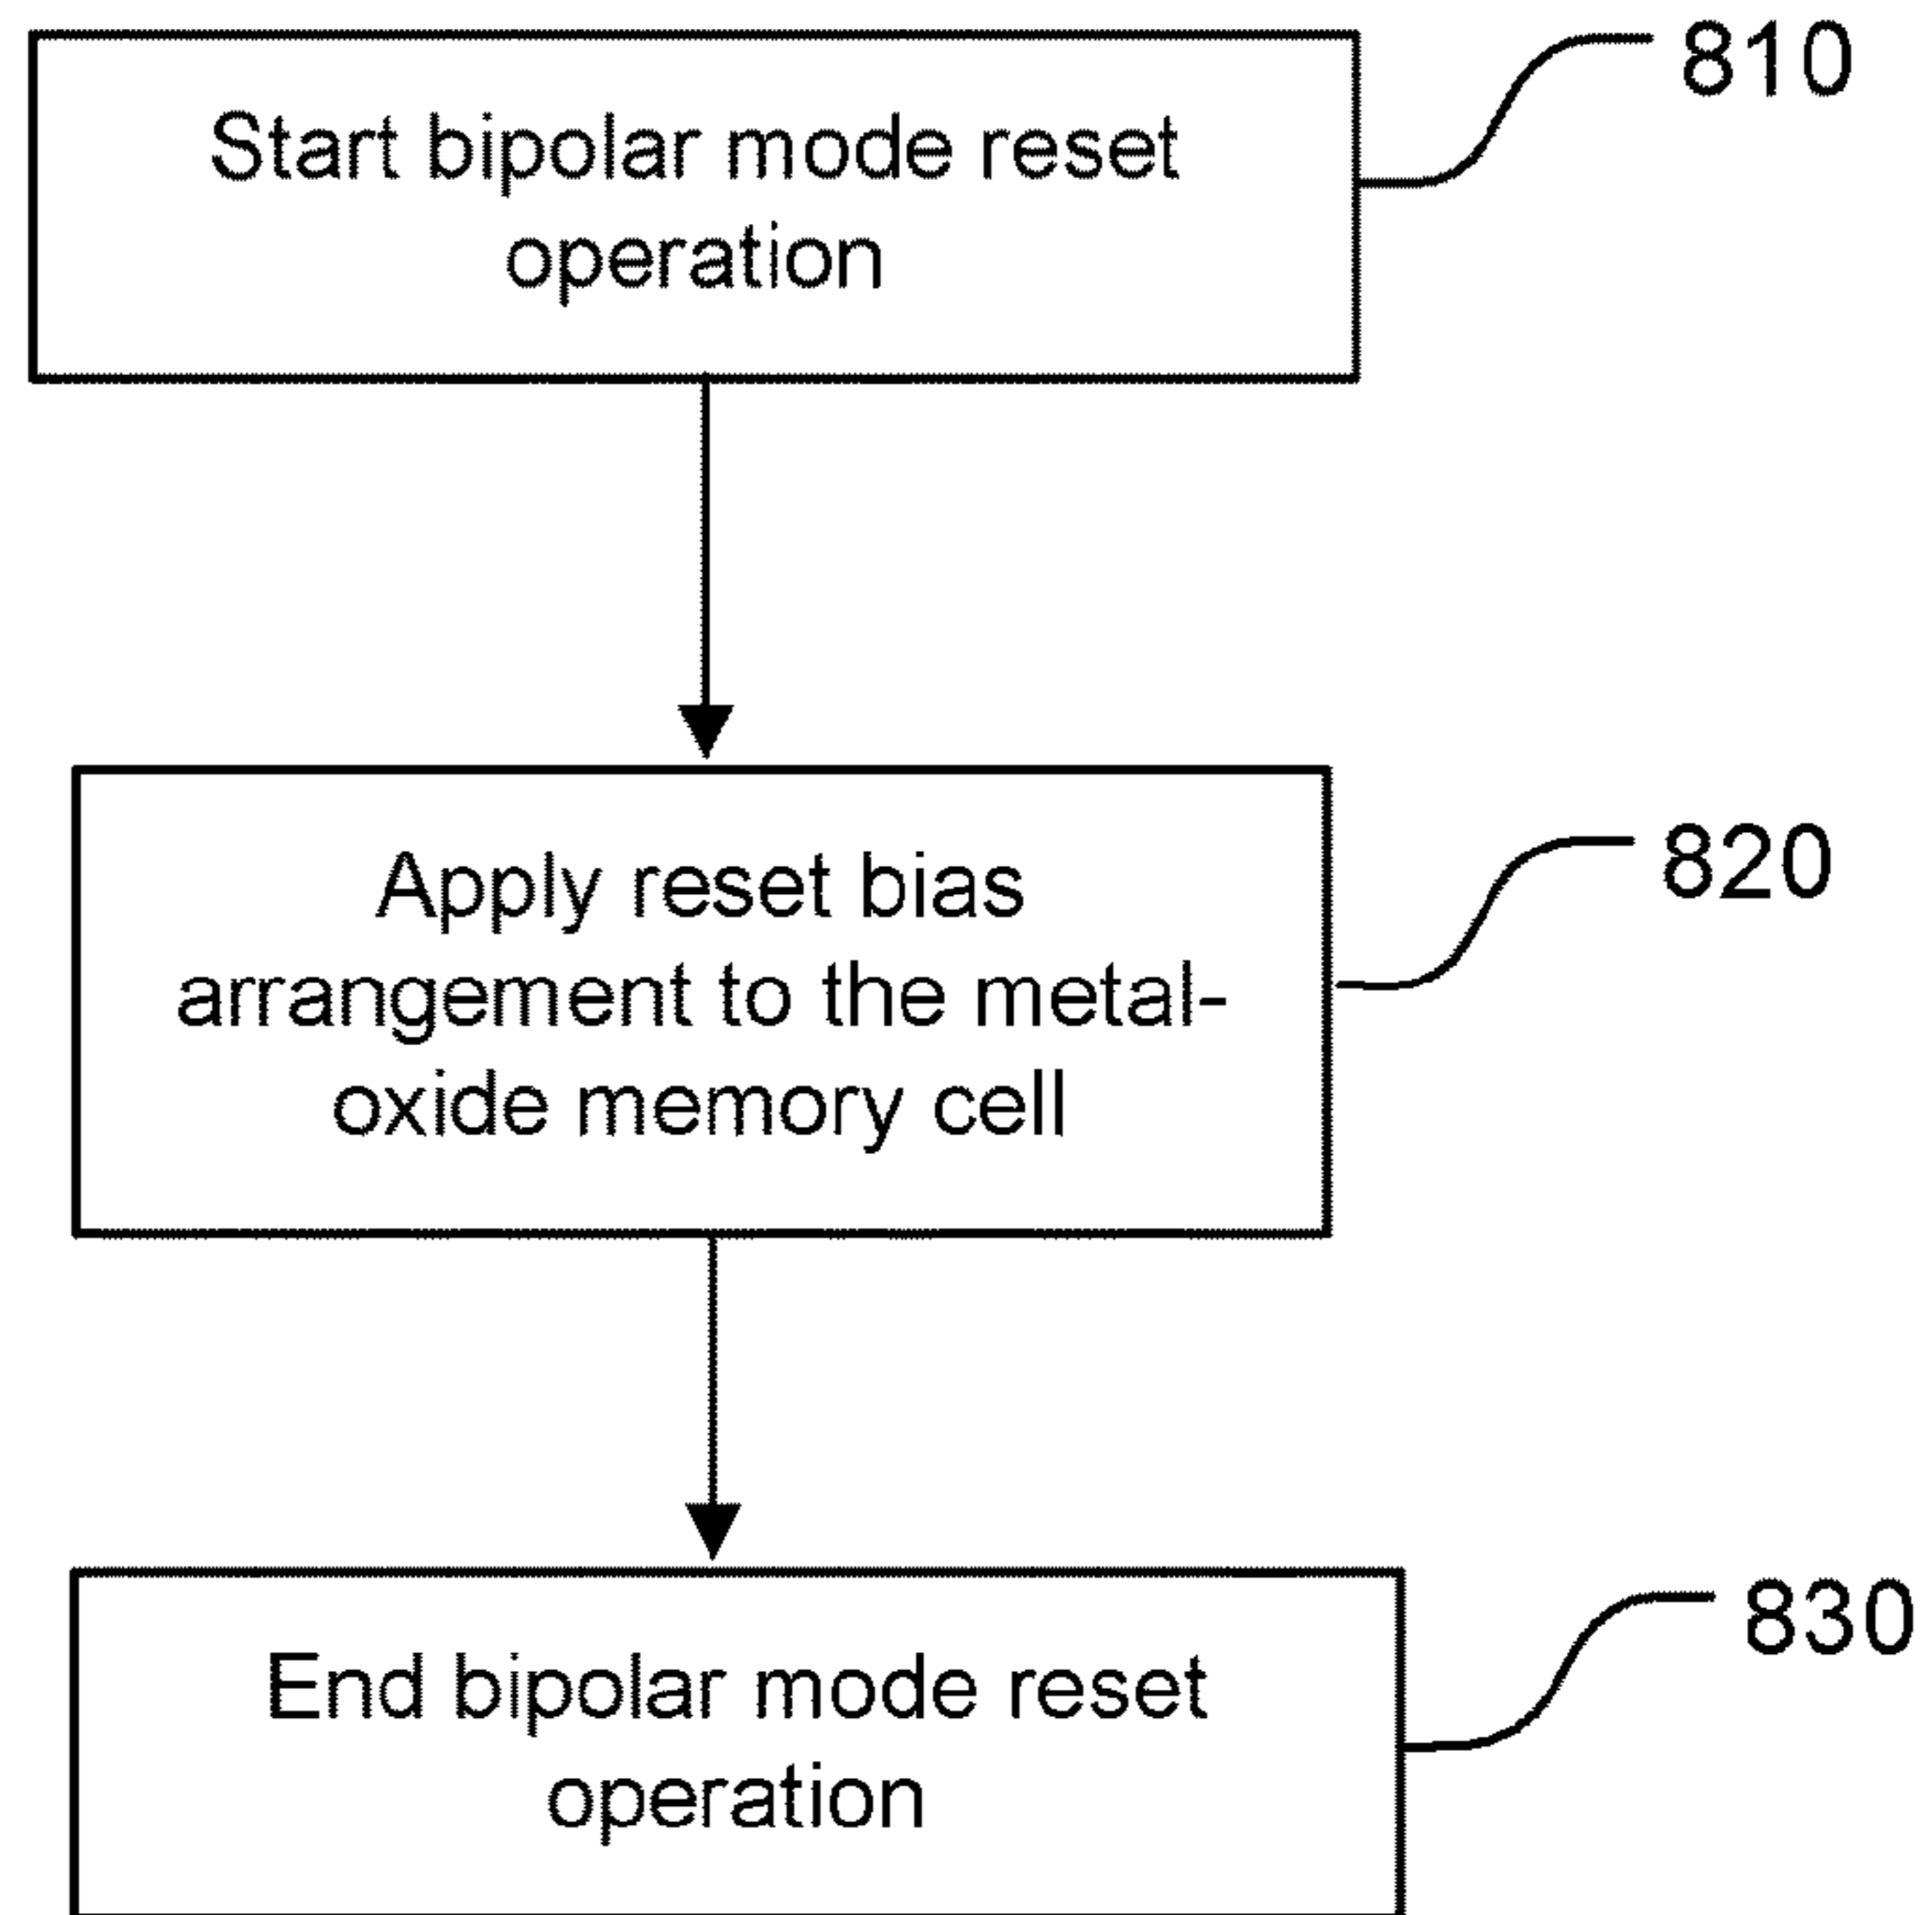 810
Start bipolar mode reset
operation
820
Apply reset bias
arrangement to the metal-
oxide memory cell
830
End bipolar mode reset
operation